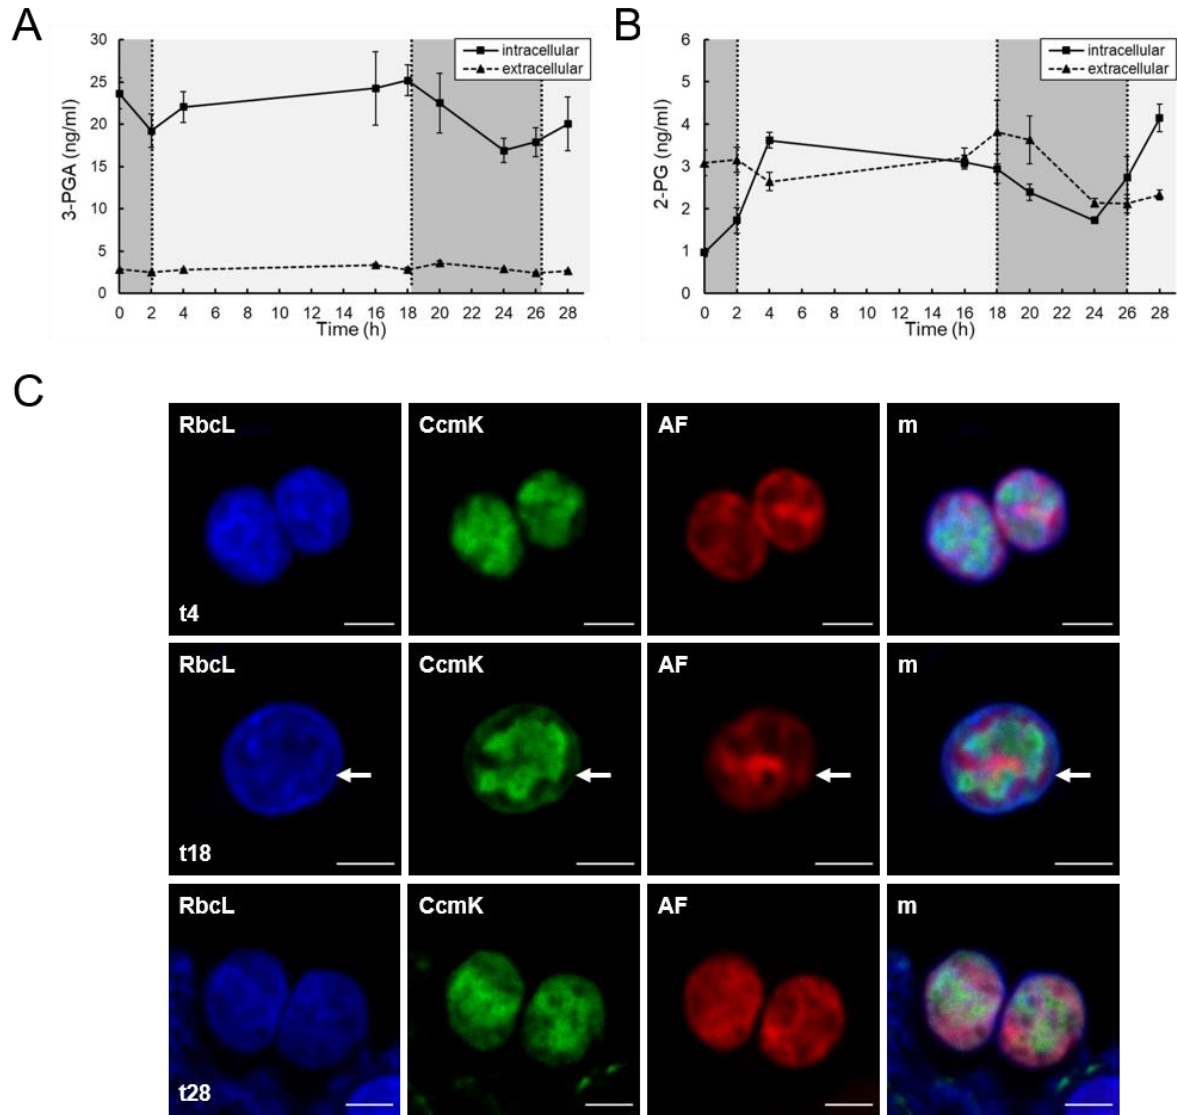 A
30
25
20
15
10
5
0
3-PGA (ng/ml)
intracellular
extracellular
0 2 4 6 8 10 12 14 16 18 20 22 24 26 28
Time (h)
B
6
5
4
3
2
1
0
2-PG (ng/ml)
intracellular
extracellular
0 2 4 6 8 10 12 14 16 18 20 22 24 26 28
Time (h)
C
RbcL CcmK AF m
t4
RbcL CcmK AF m
t18
RbcL CcmK AF m
t28